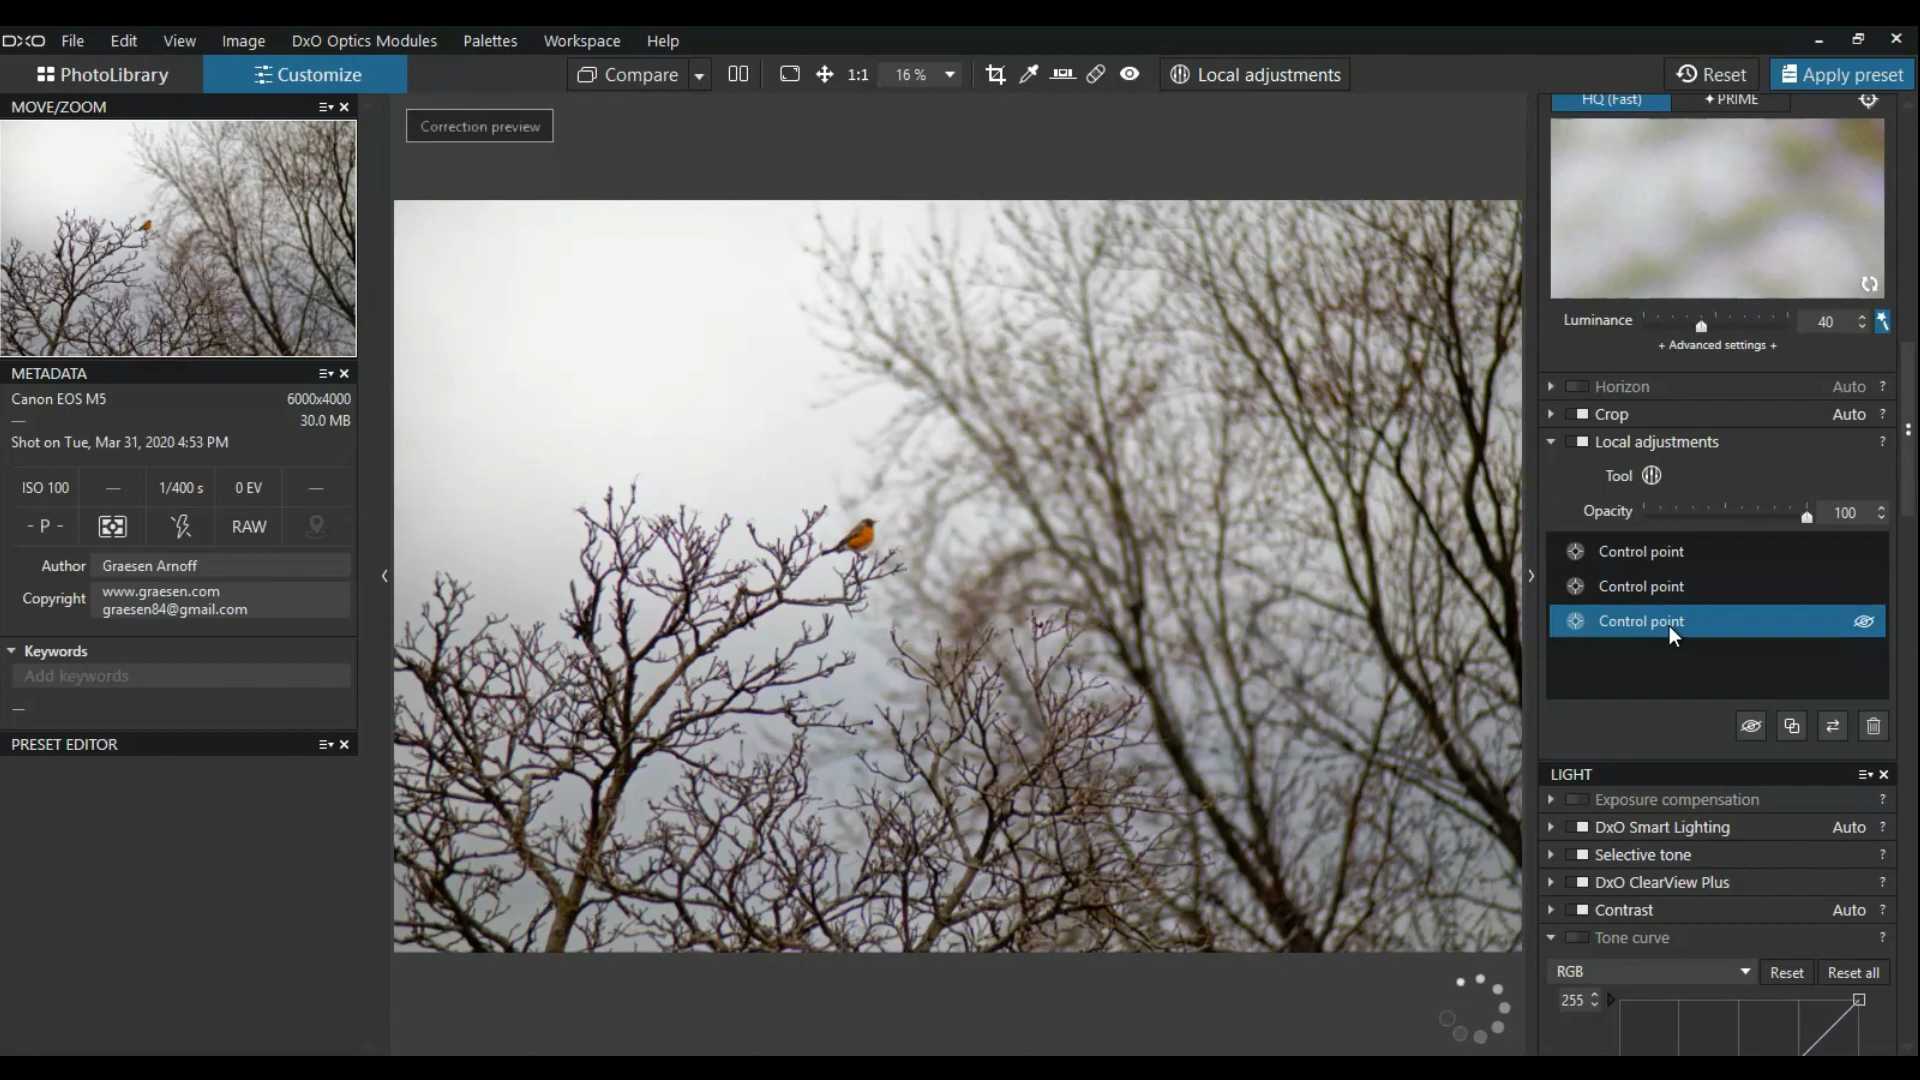 DXO File Edit View Image DxO Optics Modules Palettes Workspace Help
PhotoLibrary Customize Compare 1:1 16 % Local adjustments Reset Apply preset
MOVE/ZOOM
Correction preview
HQ (Fast) PRIME
Luminance 40
+ Advanced settings +
METADATA
Canon EOS M5 6000x4000
— 30.0 MB
Shot on Tue, Mar 31, 2020 4:53 PM
ISO 100 — 1/400 s 0 EV —
- P - RAW
Author Graesen Arnoff
Copyright www.graesen.com
graesen84@gmail.com
Keywords
Add keywords
—
PRESET EDITOR
Horizon Auto ?
Crop Auto ?
Local adjustments ?
Tool
Opacity 100
Control point
Control point
Control point
LIGHT
Exposure compensation ?
DxO Smart Lighting Auto ?
Selective tone ?
DxO ClearView Plus ?
Contrast Auto ?
Tone curve ?
RGB Reset Reset all
255